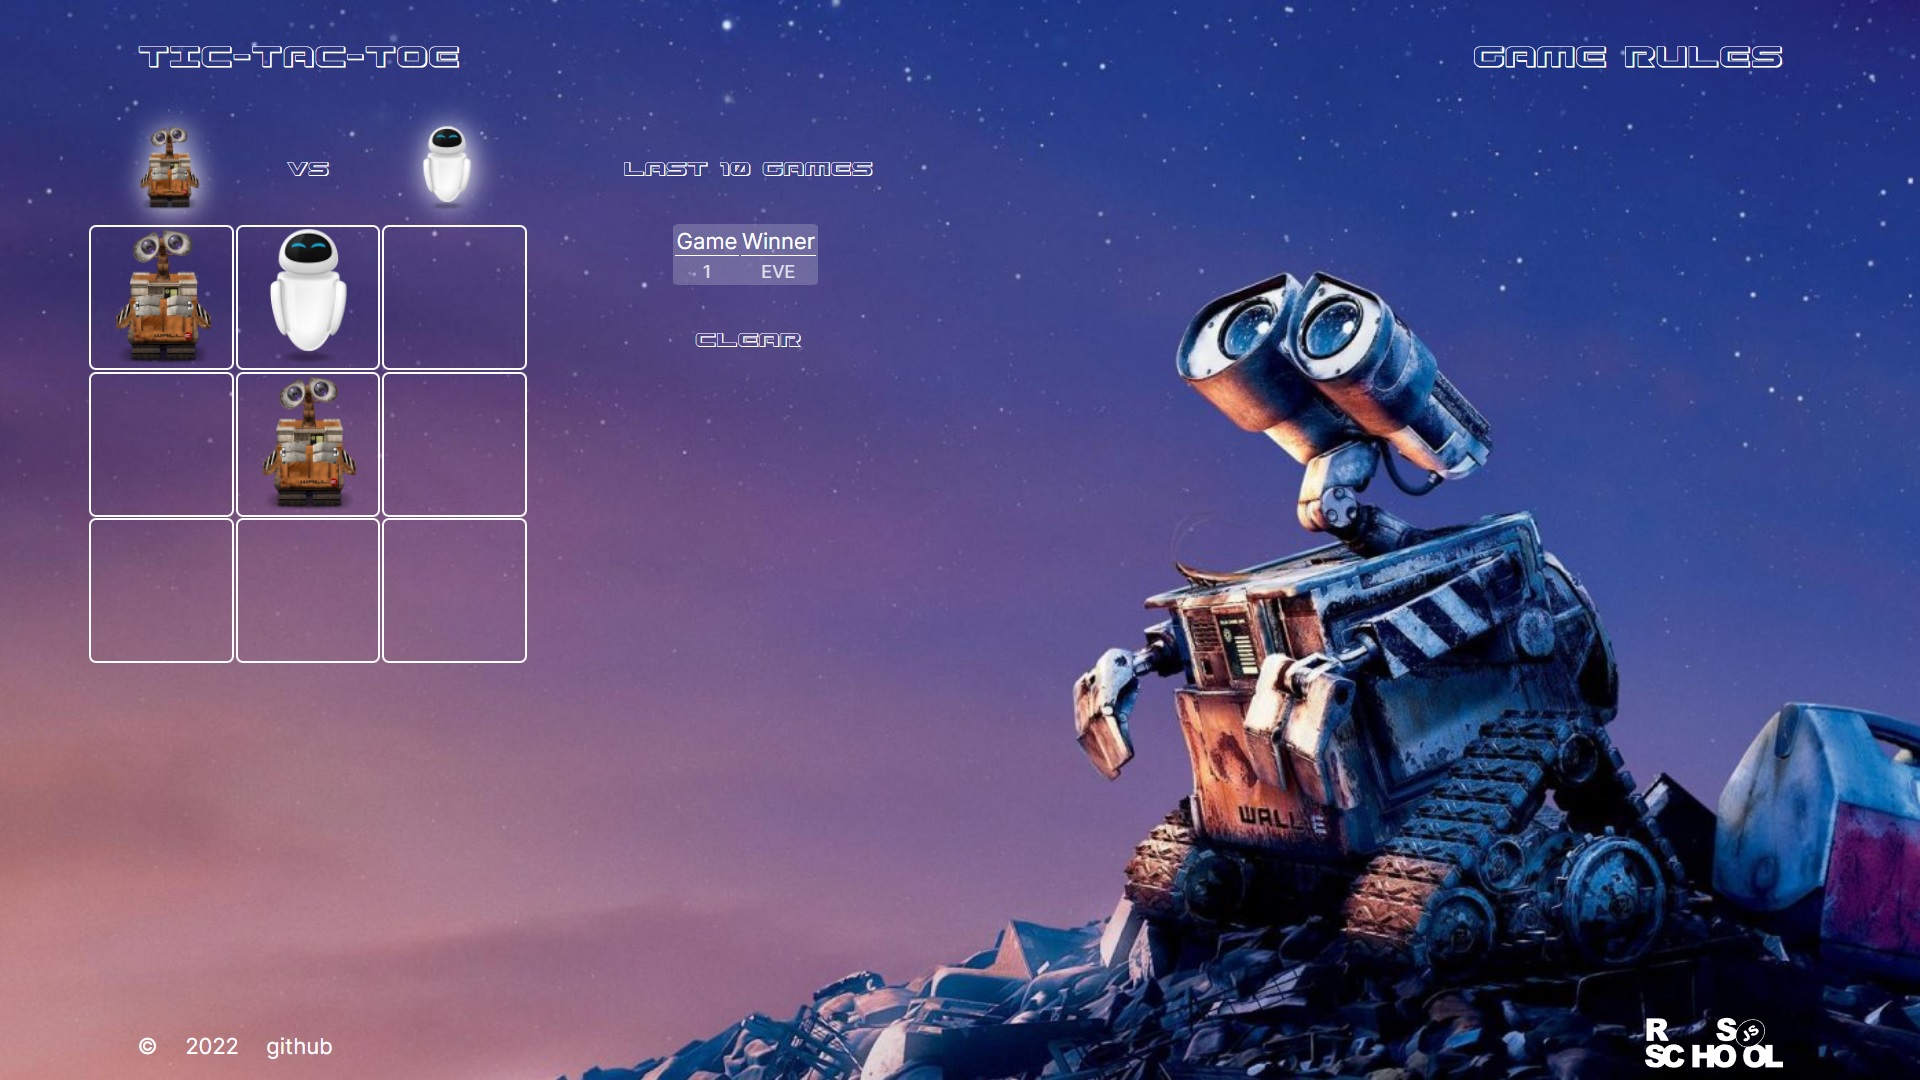 TIC-TAC-TOE
GAME RULES
VS
LAST 10 GAMES
Game Winner
1 EVE
CLEAR
WALL-E
© 2022 github
RS
JS
SCHOOL